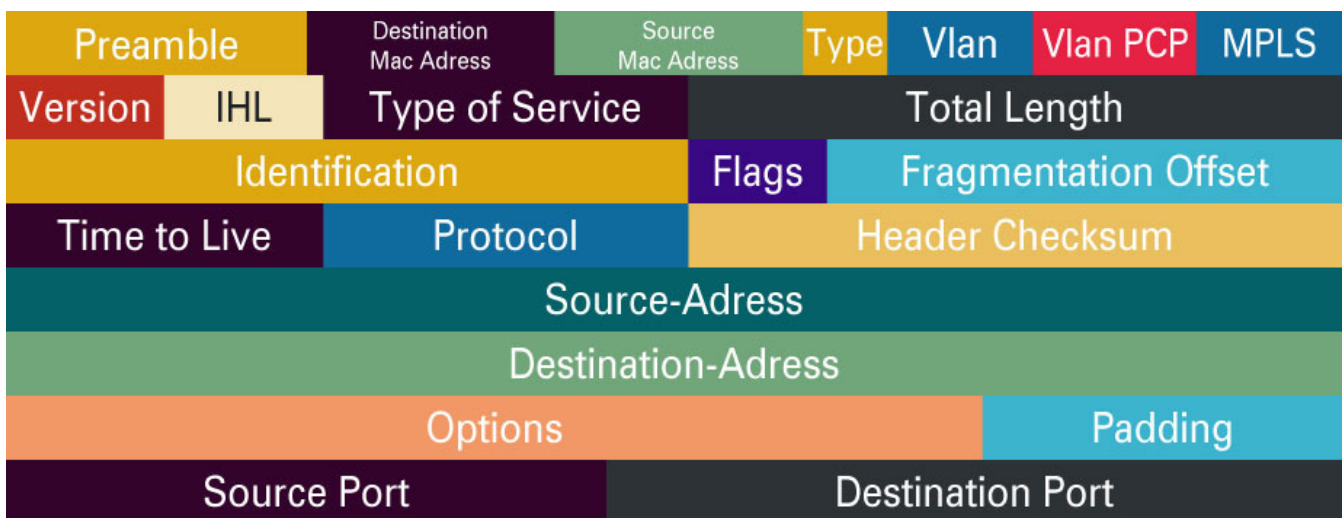 Preamble Destination Mac Adress Source Mac Adress Type Vlan Vlan PCP MPLS
Version IHL Type of Service Total Length
Identification Flags Fragmentation Offset
Time to Live Protocol Header Checksum
Source-Adress
Destination-Adress
Options Padding
Source Port Destination Port